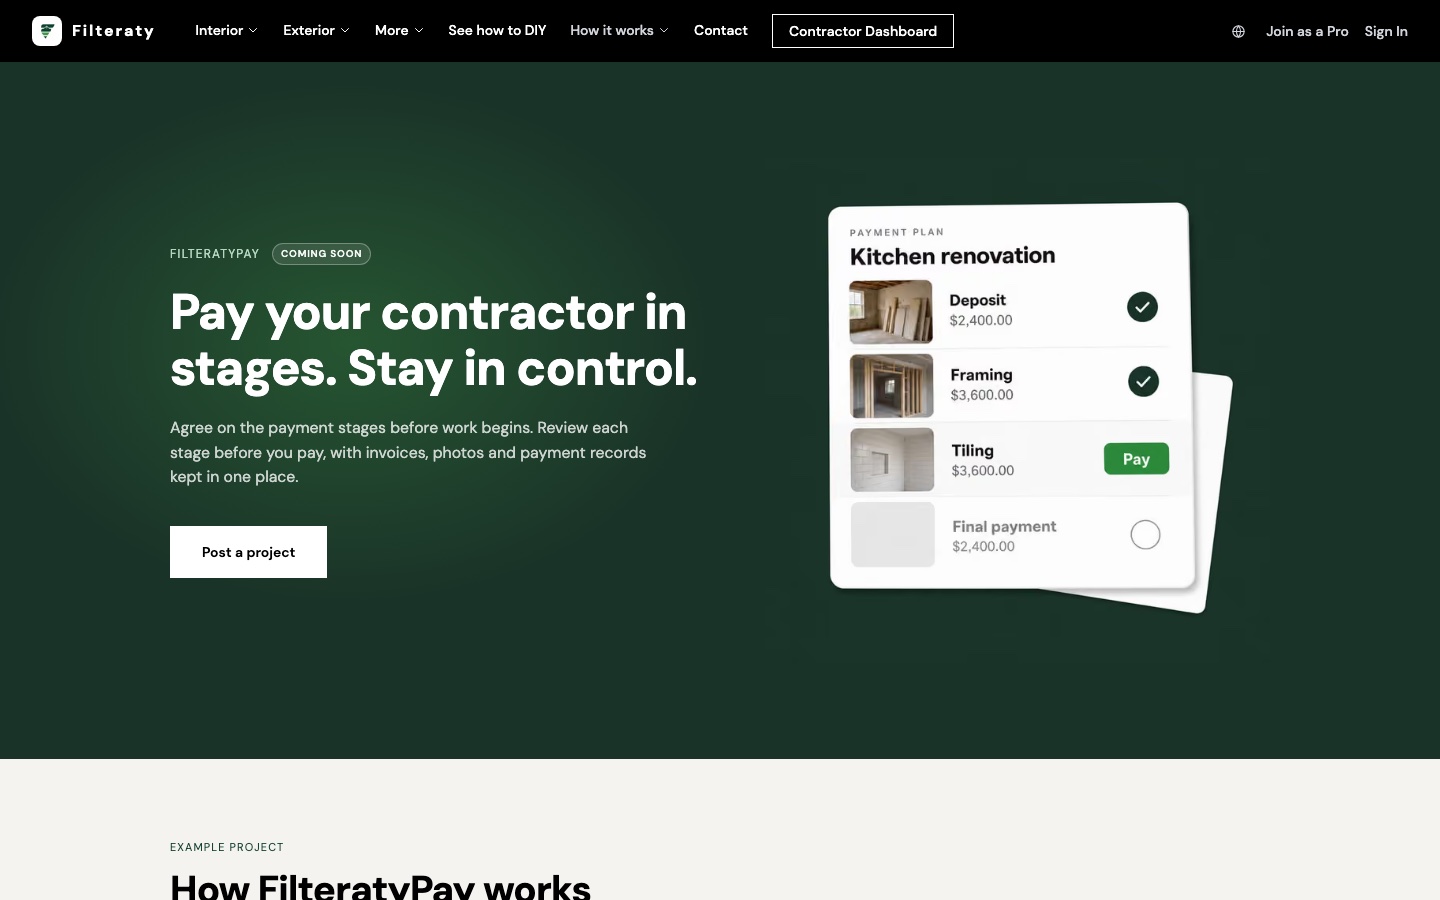 Filteraty
Interior
Exterior
More
See how to DIY
How it works
Contact
Contractor Dashboard
Join as a Pro
Sign In
FILTERATYPAY
COMING SOON
Pay your contractor in
stages. Stay in control.
Agree on the payment stages before work begins. Review each
stage before you pay, with invoices, photos and payment records
kept in one place.
Post a project
PAYMENT PLAN
Kitchen renovation
Deposit
$2,400.00
Framing
$3,600.00
Tiling
$3,600.00
Pay
Final payment
$2,400.00
EXAMPLE PROJECT
How FilteratyPay works